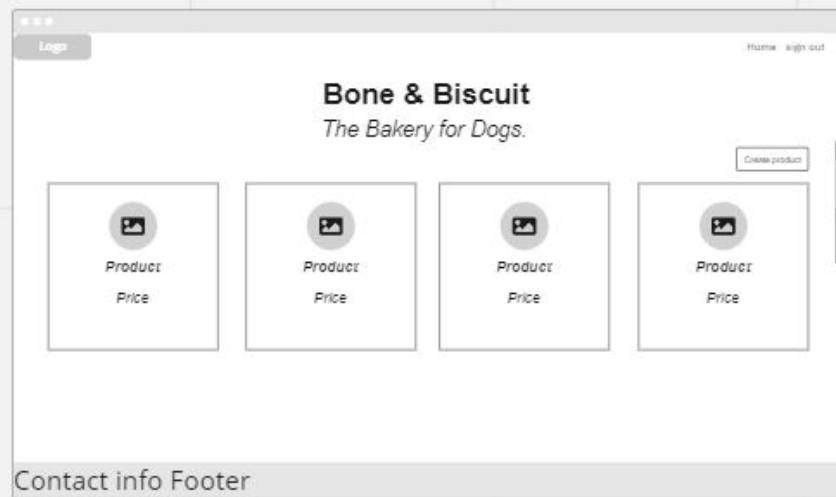 Logo
Home sign out
Bone & Biscuit
The Bakery for Dogs.
Create product
Product Product Product Product
Price Price Price Price
Contact info Footer